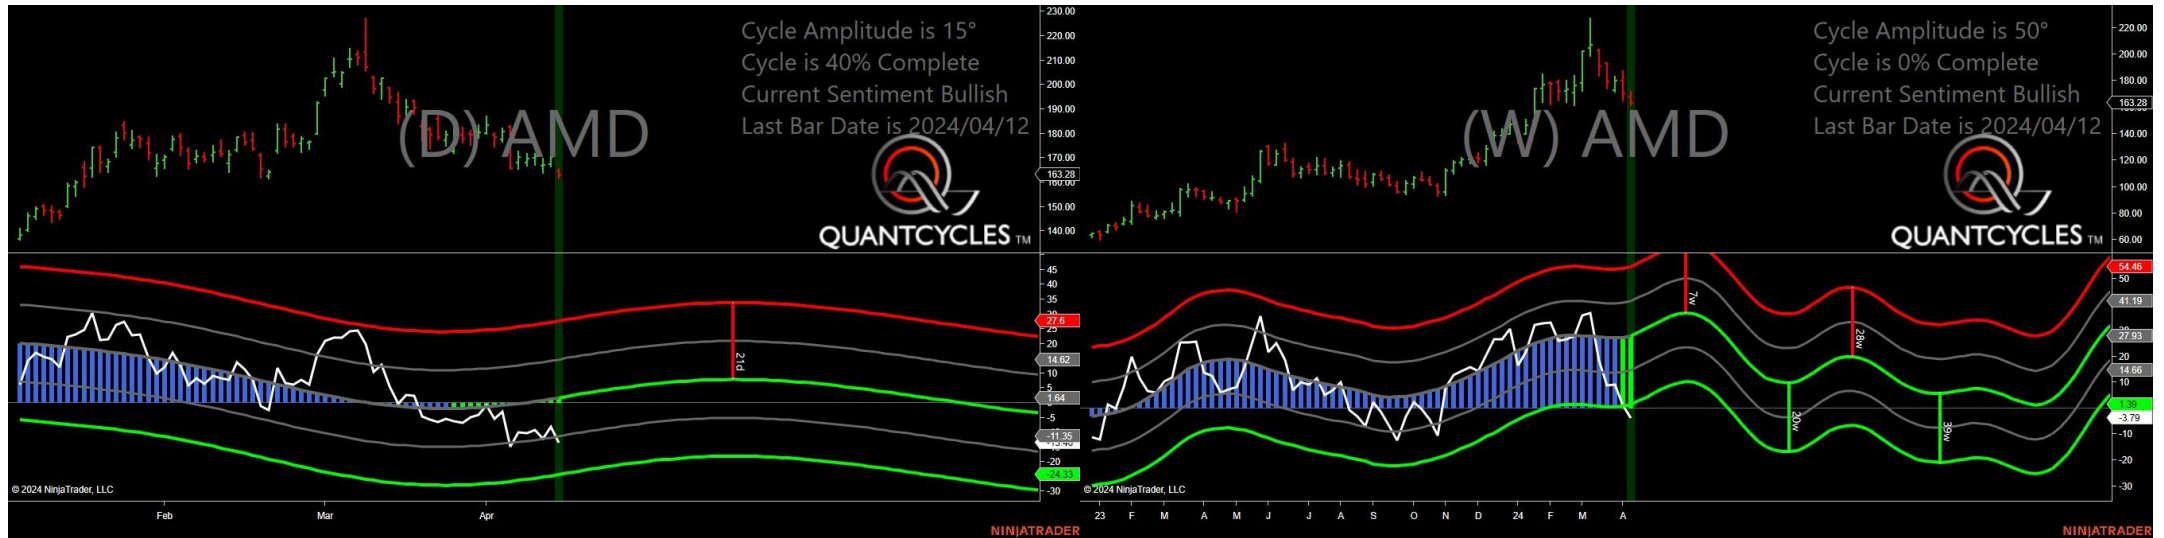 Cycle Amplitude is 15°
Cycle is 40% Complete
Current Sentiment Bullish
Last Bar Date is 2024/04/12
(D) AMD
QUANTCYCLES TM
230.00
220.00
210.00
200.00
190.00
180.00
170.00
163.28
160.00
150.00
140.00
45
40
35
27.6
20
14.62
10
5
1.64
-5
-11.35
-24.33
-30
21d
© 2024 NinjaTrader, LLC
Feb Mar Apr
NINJATRADER
Cycle Amplitude is 50°
Cycle is 0% Complete
Current Sentiment Bullish
Last Bar Date is 2024/04/12
(W) AMD
QUANTCYCLES TM
220.00
200.00
180.00
163.28
140.00
120.00
100.00
80.00
60.00
54.46
50
41.19
27.93
20
14.66
10
1.39
-3.79
-10
-20
-30
7w
20w
28w
39w
© 2024 NinjaTrader, LLC
23 F M A M J J A S O N D 24 F M A
NINJATRADER